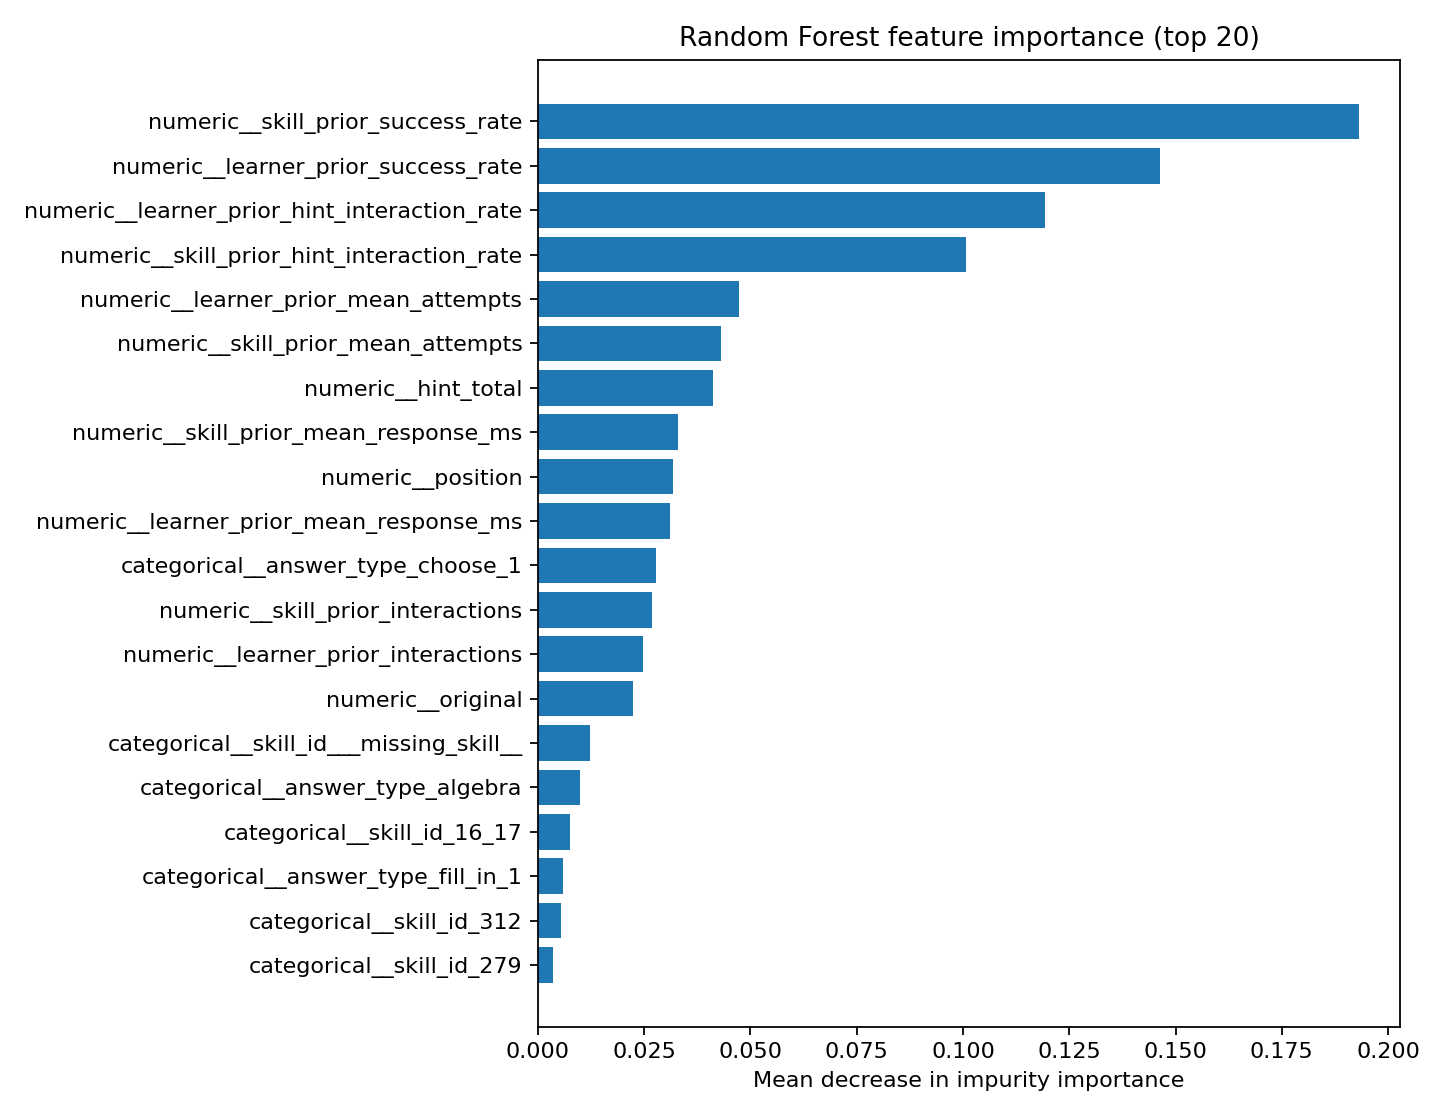 Random Forest feature importance (top 20)
numeric__skill_prior_success_rate
numeric__learner_prior_success_rate
numeric__learner_prior_hint_interaction_rate
numeric__skill_prior_hint_interaction_rate
numeric__learner_prior_mean_attempts
numeric__skill_prior_mean_attempts
numeric__hint_total
numeric__skill_prior_mean_response_ms
numeric__position
numeric__learner_prior_mean_response_ms
categorical__answer_type_choose_1
numeric__skill_prior_interactions
numeric__learner_prior_interactions
numeric__original
categorical__skill_id___missing_skill__
categorical__answer_type_algebra
categorical__skill_id_16_17
categorical__answer_type_fill_in_1
categorical__skill_id_312
categorical__skill_id_279
0.000 0.025 0.050 0.075 0.100 0.125 0.150 0.175 0.200
Mean decrease in impurity importance